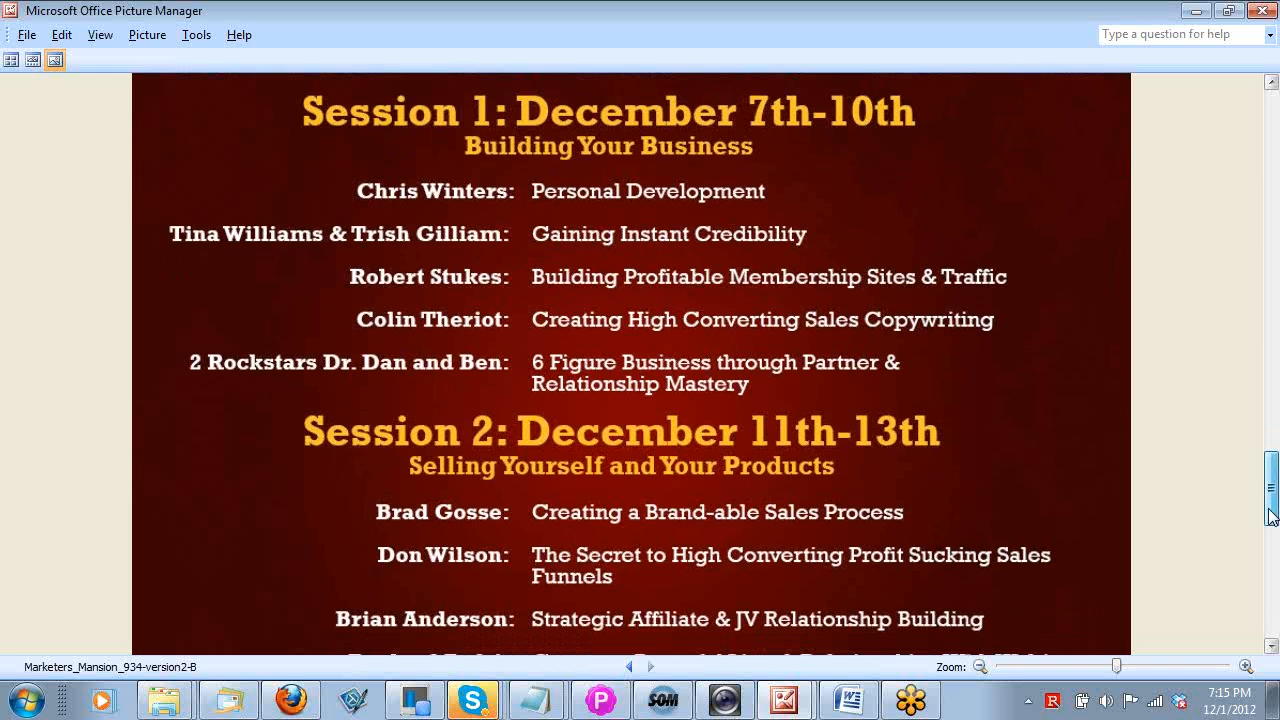 Microsoft Office Picture Manager
File Edit View Picture Tools Help
Type a question for help
Session 1: December 7th-10th
Building Your Business
Chris Winters: Personal Development
Tina Williams & Trish Gilliam: Gaining Instant Credibility
Robert Stukes: Building Profitable Membership Sites & Traffic
Colin Theriot: Creating High Converting Sales Copywriting
2 Rockstars Dr. Dan and Ben: 6 Figure Business through Partner &
Relationship Mastery
Session 2: December 11th-13th
Selling Yourself and Your Products
Brad Gosse: Creating a Brand-able Sales Process
Don Wilson: The Secret to High Converting Profit Sucking Sales
Funnels
Brian Anderson: Strategic Affiliate & JV Relationship Building
Marketers_Mansion_934-version2-B
Zoom:
SOM
7:15 PM
12/1/2012